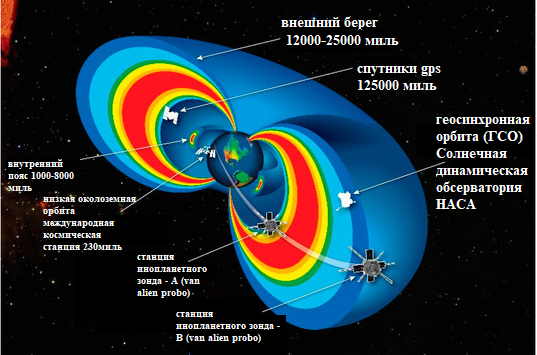 внешний берег
12000-25000 миль
спутники gps
125000 миль
геосинхронная
орбита (ГСО)
Солнечная
динамическая
обсерватория
НАСА
внутренний
пояс 1000-8000
миль
низкая околоземна
орбита
международная
космическая
станция 230миль
станция
инопланетного
зонда - А (van
alien probo)
станция
инопланетного зонда -
В (van alien probo)